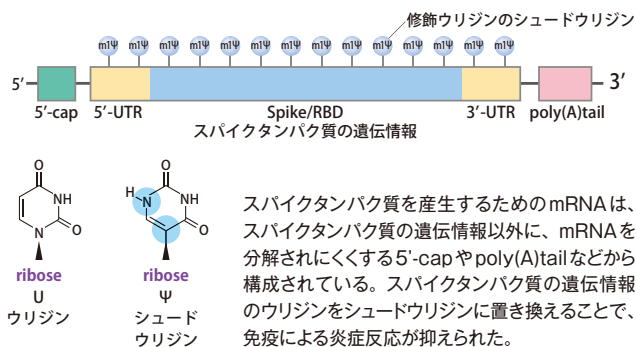 修飾ウリジンのシュードウリジン
m1Ψ m1Ψ m1Ψ m1Ψ m1Ψ m1Ψ m1Ψ m1Ψ m1Ψ m1Ψ m1Ψ m1Ψ m1Ψ m1Ψ
5′ 3′
5′-cap 5′-UTR Spike/RBD 3′-UTR poly(A)tail
スパイクタンパク質の遺伝情報
O
NH
N
O
ribose
U
ウリジン
O
H
N
NH
O
ribose
Ψ
シュード
ウリジン
スパイクタンパク質を産生するためのmRNAは、
スパイクタンパク質の遺伝情報以外に、mRNAを
分解されにくくする5'-capやpoly(A)tailなどから
構成されている。スパイクタンパク質の遺伝情報
のウリジンをシュードウリジンに置き換えることで、
免疫による炎症反応が抑えられた。